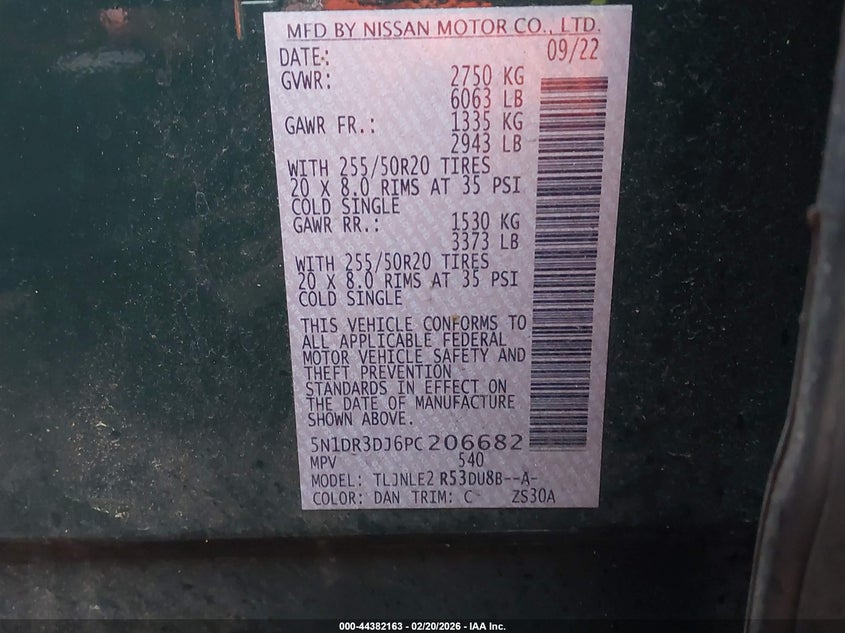 MFD BY NISSAN MOTOR CO., LTD.
DATE: 09/22
GVWR: 2750 KG
6063 LB
GAWR FR.: 1335 KG
2943 LB
WITH 255/50R20 TIRES
20 X 8.0 RIMS AT 35 PSI
COLD SINGLE
GAWR RR.: 1530 KG
3373 LB
WITH 255/50R20 TIRES
20 X 8.0 RIMS AT 35 PSI
COLD SINGLE
THIS VEHICLE CONFORMS TO
ALL APPLICABLE FEDERAL
MOTOR VEHICLE SAFETY AND
THEFT PREVENTION
STANDARDS IN EFFECT ON
THE DATE OF MANUFACTURE
SHOWN ABOVE.
5N1DR3DJ6PC206682
MPV 540
MODEL: TLJNLE2 R53DU8B--A-
COLOR: DAN TRIM: C ZS30A
000-44382163 - 02/20/2026 - IAA Inc.